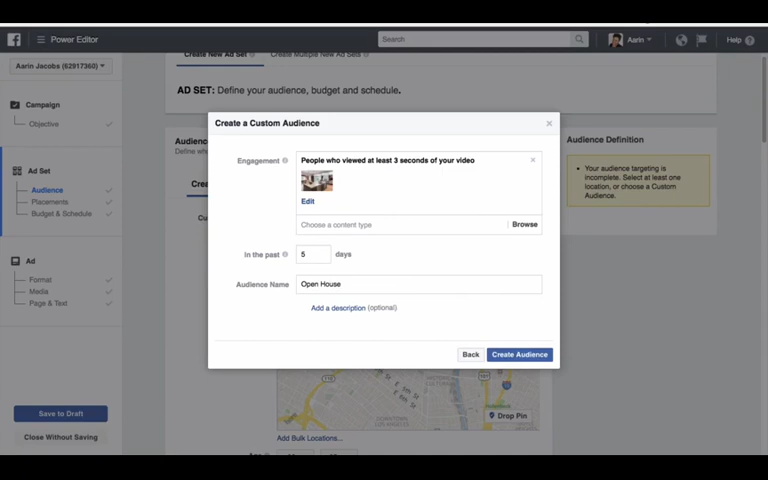 Power Editor
Search
Aarin
Help
Aarin Jacobs (62917360)
Create New Ad Set
Create Multiple New Ad Sets
AD SET: Define your audience, budget and schedule.
Campaign
Objective
Ad Set
Audience
Placements
Budget & Schedule
Ad
Format
Media
Page & Text
Save to Draft
Close Without Saving
Create a Custom Audience
Engagement
People who viewed at least 3 seconds of your video
Edit
Choose a content type
Browse
In the past 5 days
Audience Name Open House
Add a description (optional)
Back
Create Audience
Audience Definition
Your audience targeting is
incomplete. Select at least one
location, or choose a Custom
Audience.
DOWNTOWN
LOS ANGELES
Drop Pin
Add Bulk Locations...